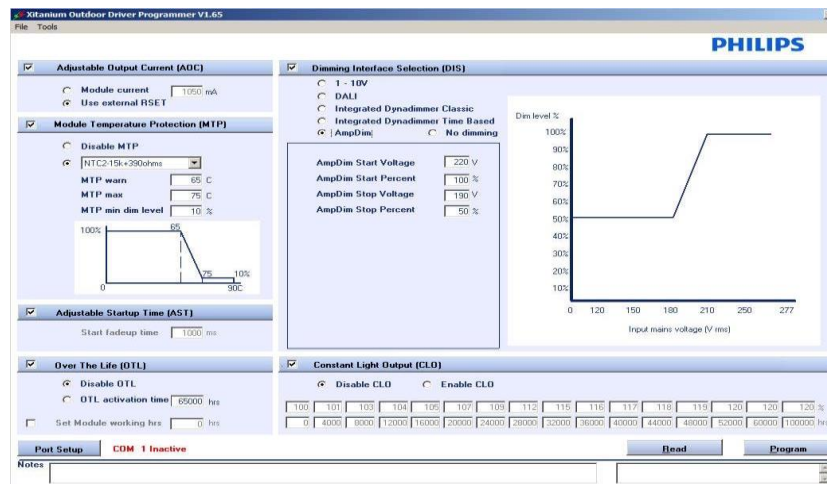 Xitanium Outdoor Driver Programmer V1.65
File Tools
PHILIPS
Adjustable Output Current (AOC)
Module current 1050 mA
Use external RSET
Module Temperature Protection (MTP)
Disable MTP
NTC2-15k+390ohms
MTP warn 65 C
MTP max 75 C
MTP min dim level 10 %
100%
65
75
10%
0
90C
Adjustable Startup Time (AST)
Start fadeup time 1000 ms
Over The Life (OTL)
Disable OTL
OTL activation time 65000 hrs
Set Module working hrs 0 hrs
Dimming Interface Selection (DIS)
1 - 10V
DALI
Integrated Dynadimmer Classic
Integrated Dynadimmer Time Based
AmpDim No dimming
AmpDim Start Voltage 220 V
AmpDim Start Percent 100 %
AmpDim Stop Voltage 190 V
AmpDim Stop Percent 50 %
Dim level %
100%
90%
80%
70%
60%
50%
40%
30%
20%
10%
0 120 150 180 210 250 277
Input mains voltage (V rms)
Constant Light Output (CLO)
Disable CLO Enable CLO
100 101 103 104 105 107 109 112 115 116 117 118 119 120 120 120 %
0 4000 8000 12000 16000 20000 24000 28000 32000 36000 40000 44000 48000 52000 60000 100000 hrs
Port Setup COM 1 Inactive
Read Program
Notes